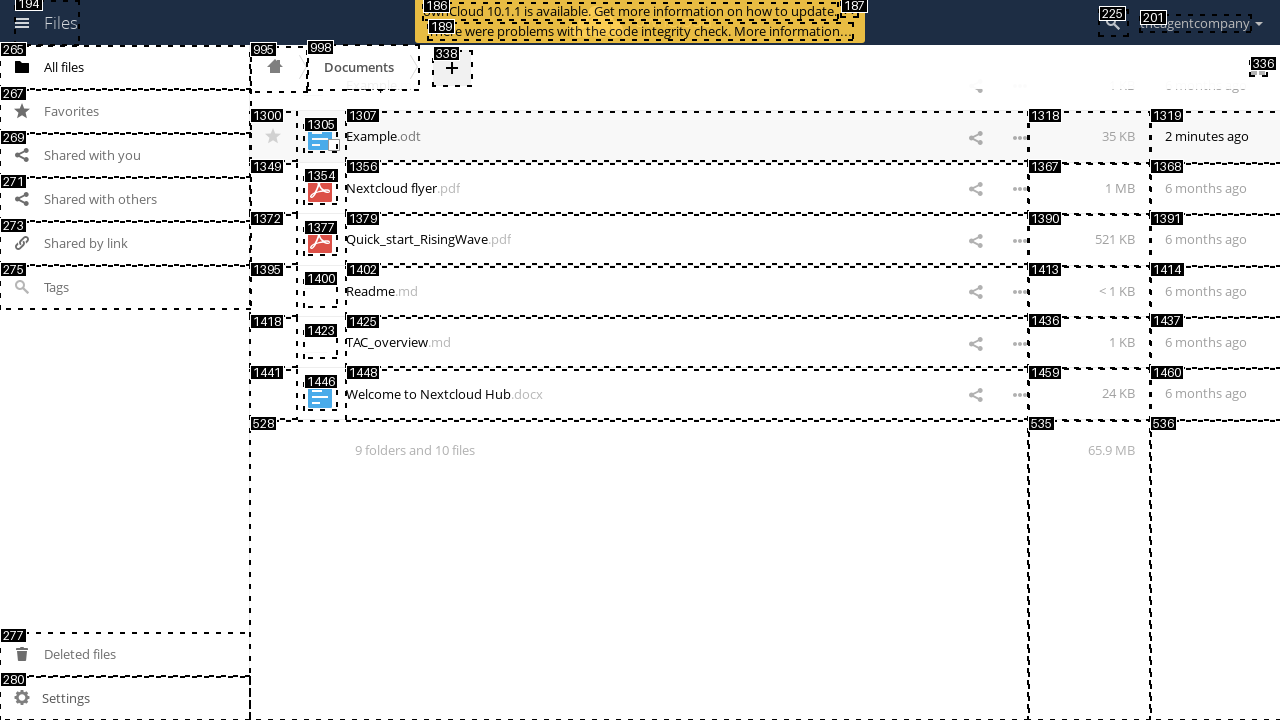 194
Files
186
ownCloud 10.1.1 is available. Get more information on how to update.
187
189
There were problems with the code integrity check. More information…
225
201
theagentcompany
265
All files
995
998
Documents
338
+
336
267
Favorites
6 months ago
269
Shared with you
271
Shared with others
273
Shared by link
275
Tags
1300
1305
1307
Example.odt
1318
35 KB
1319
2 minutes ago
1349
1354
1356
Nextcloud flyer.pdf
1367
1 MB
1368
6 months ago
1372
1377
1379
Quick_start_RisingWave.pdf
1390
521 KB
1391
6 months ago
1395
1400
1402
Readme.md
1413
< 1 KB
1414
6 months ago
1418
1423
1425
TAC_overview.md
1436
1 KB
1437
6 months ago
1441
1446
1448
Welcome to Nextcloud Hub.docx
1459
24 KB
1460
6 months ago
528
9 folders and 10 files
535
65.9 MB
536
277
Deleted files
280
Settings